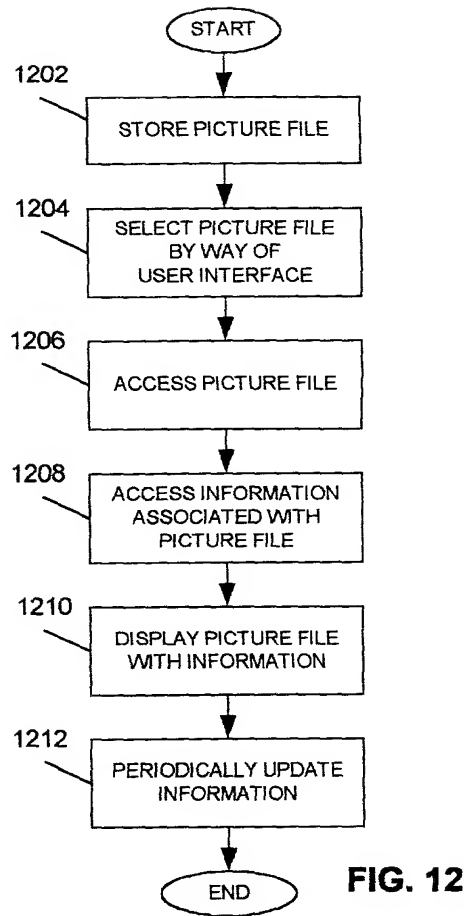 START
1202
STORE PICTURE FILE
1204
SELECT PICTURE FILE
BY WAY OF
USER INTERFACE
1206
ACCESS PICTURE FILE
1208
ACCESS INFORMATION
ASSOCIATED WITH
PICTURE FILE
1210
DISPLAY PICTURE FILE
WITH INFORMATION
1212
PERIODICALLY UPDATE
INFORMATION
END
FIG. 12